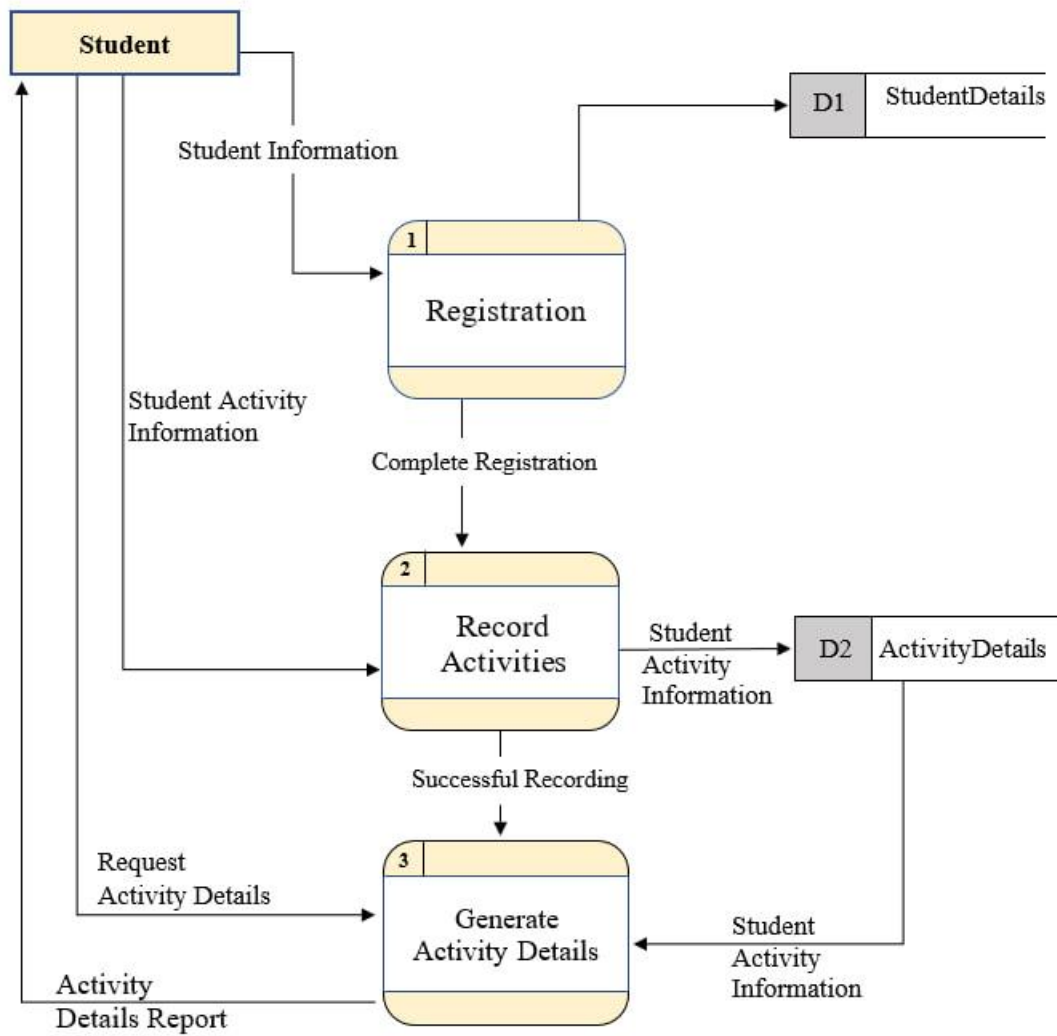 Student
D1
StudentDetails
Student Information
1
Registration
Student Activity
Information
Complete Registration
2
Record
Activities
Student
Activity
Information
D2
ActivityDetails
Successful Recording
3
Request
Activity Details
Generate
Activity Details
Student
Activity
Information
Activity
Details Report